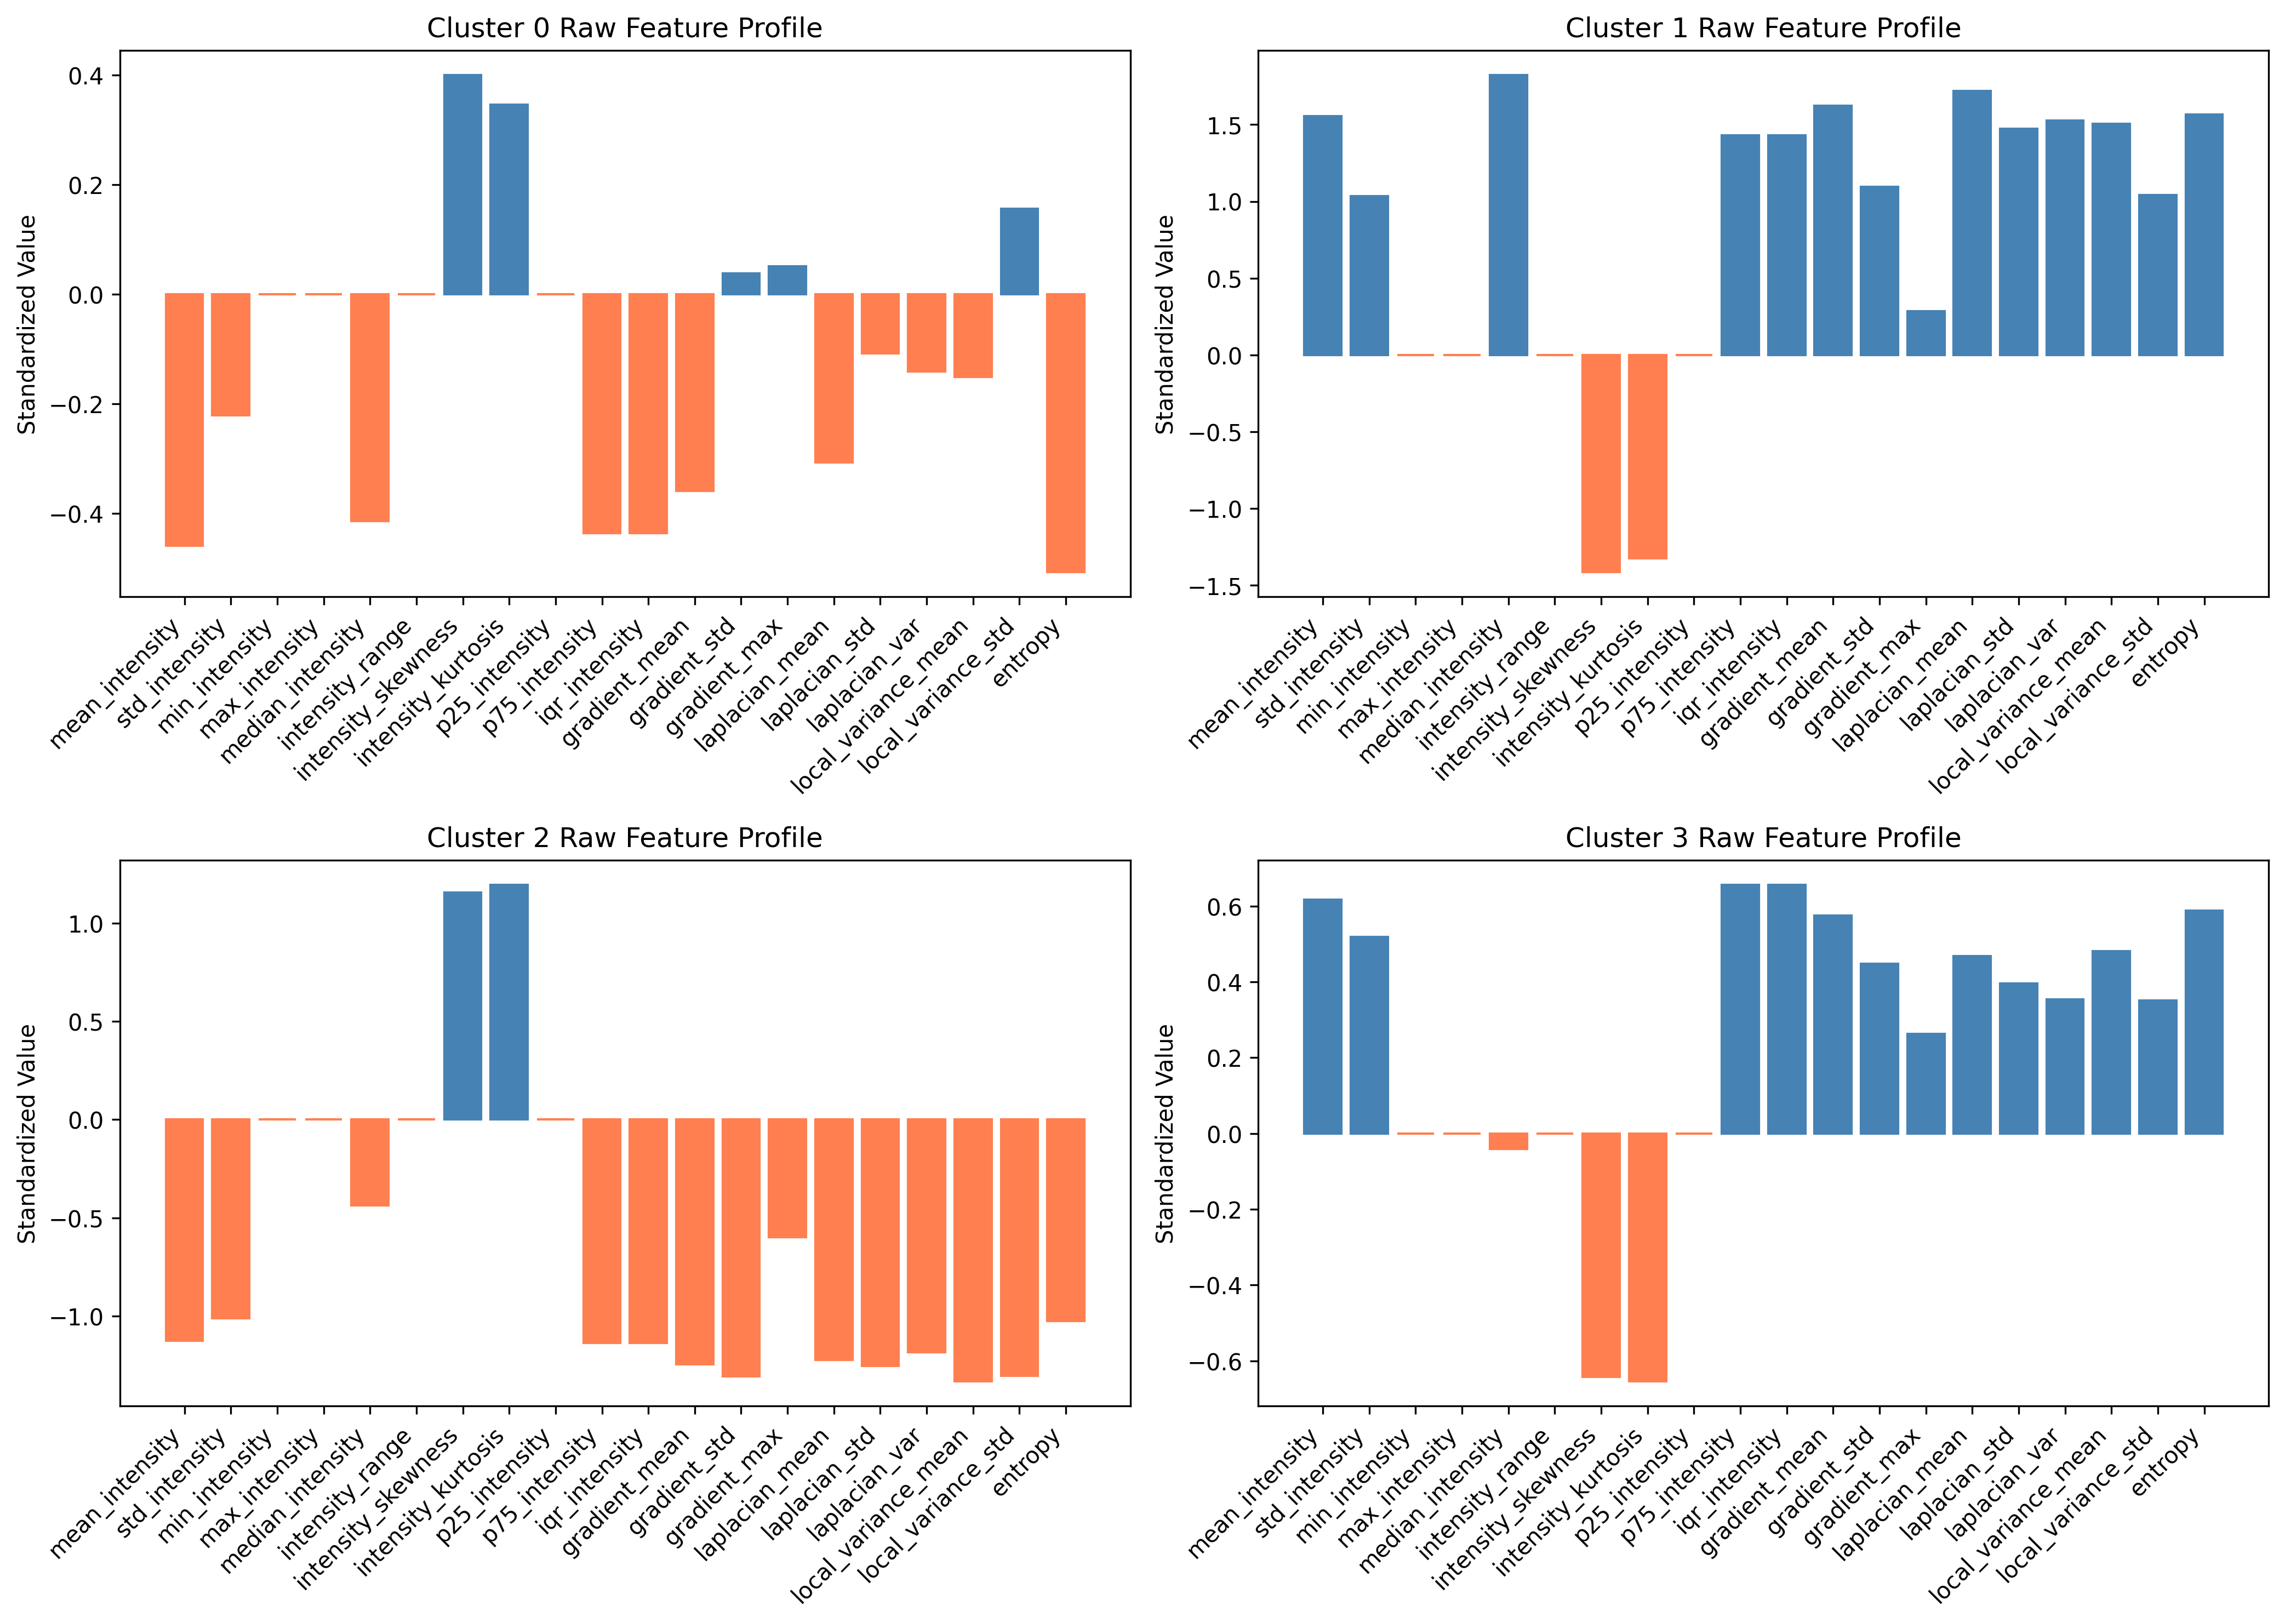 Cluster 0 Raw Feature Profile
Standardized Value
0.4
0.2
0.0
−0.2
−0.4
mean_intensity
std_intensity
min_intensity
max_intensity
median_intensity
intensity_range
intensity_skewness
intensity_kurtosis
p25_intensity
p75_intensity
iqr_intensity
gradient_mean
gradient_std
gradient_max
laplacian_mean
laplacian_std
laplacian_var
local_variance_mean
local_variance_std
entropy
Cluster 1 Raw Feature Profile
Standardized Value
1.5
1.0
0.5
0.0
−0.5
−1.0
−1.5
mean_intensity
std_intensity
min_intensity
max_intensity
median_intensity
intensity_range
intensity_skewness
intensity_kurtosis
p25_intensity
p75_intensity
iqr_intensity
gradient_mean
gradient_std
gradient_max
laplacian_mean
laplacian_std
laplacian_var
local_variance_mean
local_variance_std
entropy
Cluster 2 Raw Feature Profile
Standardized Value
1.0
0.5
0.0
−0.5
−1.0
mean_intensity
std_intensity
min_intensity
max_intensity
median_intensity
intensity_range
intensity_skewness
intensity_kurtosis
p25_intensity
p75_intensity
iqr_intensity
gradient_mean
gradient_std
gradient_max
laplacian_mean
laplacian_std
laplacian_var
local_variance_mean
local_variance_std
entropy
Cluster 3 Raw Feature Profile
Standardized Value
0.6
0.4
0.2
0.0
−0.2
−0.4
−0.6
mean_intensity
std_intensity
min_intensity
max_intensity
median_intensity
intensity_range
intensity_skewness
intensity_kurtosis
p25_intensity
p75_intensity
iqr_intensity
gradient_mean
gradient_std
gradient_max
laplacian_mean
laplacian_std
laplacian_var
local_variance_mean
local_variance_std
entropy